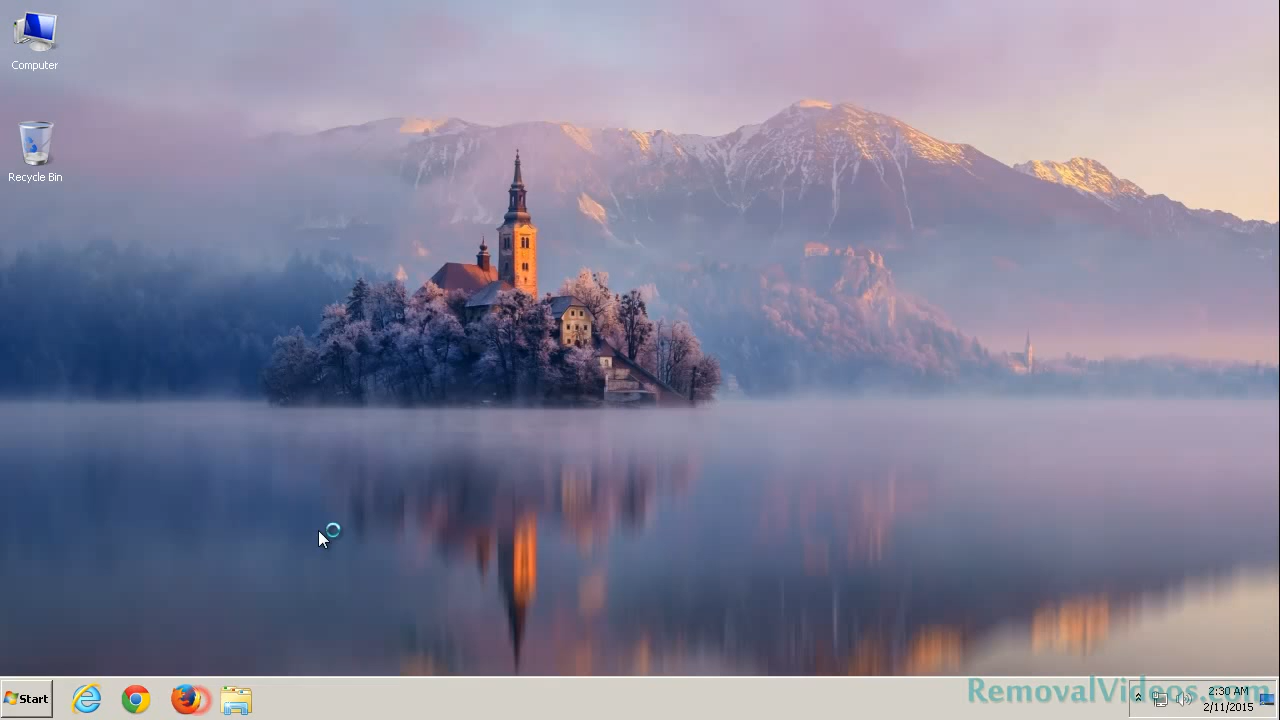 Computer
Recycle Bin
Start
RemovalVideos.com
2:30 AM
2/11/2015